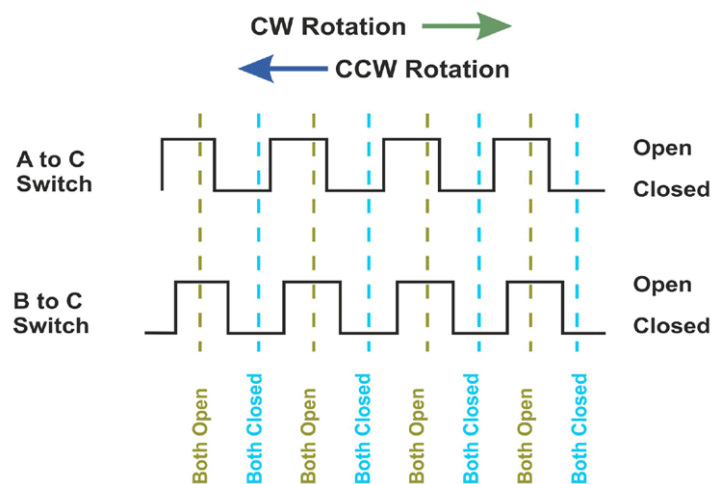 CW Rotation
CCW Rotation
A to C
Switch
Open
Closed
B to C
Switch
Open
Closed
Both Open
Both Closed
Both Open
Both Closed
Both Open
Both Closed
Both Open
Both Closed